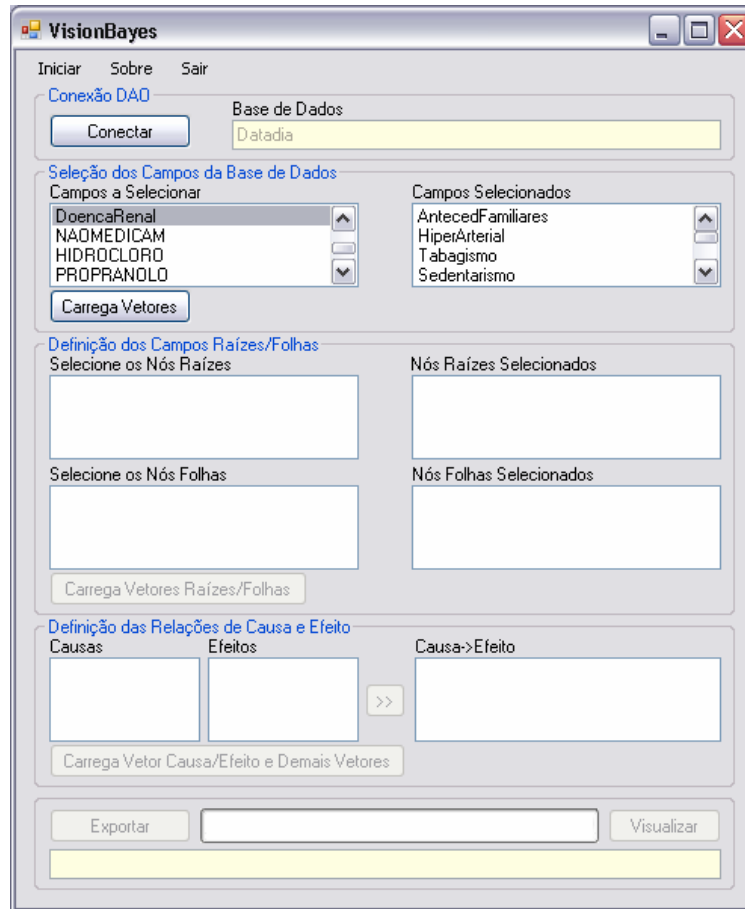 VisionBayes
Iniciar Sobre Sair
Conexão DAO
Base de Dados
Conectar
Datadia
Seleção dos Campos da Base de Dados
Campos a Selecionar
Campos Selecionados
DoencaRenal
NAOMEDICAM
HIDROCLORO
PROPRANOLO
AntecedFamiliares
HiperArterial
Tabagismo
Sedentarismo
Carrega Vetores
Definição dos Campos Raízes/Folhas
Selecione os Nós Raízes
Nós Raízes Selecionados
Selecione os Nós Folhas
Nós Folhas Selecionados
Carrega Vetores Raízes/Folhas
Definição das Relações de Causa e Efeito
Causas
Efeitos
Causa->Efeito
>>
Carrega Vetor Causa/Efeito e Demais Vetores
Exportar
Visualizar